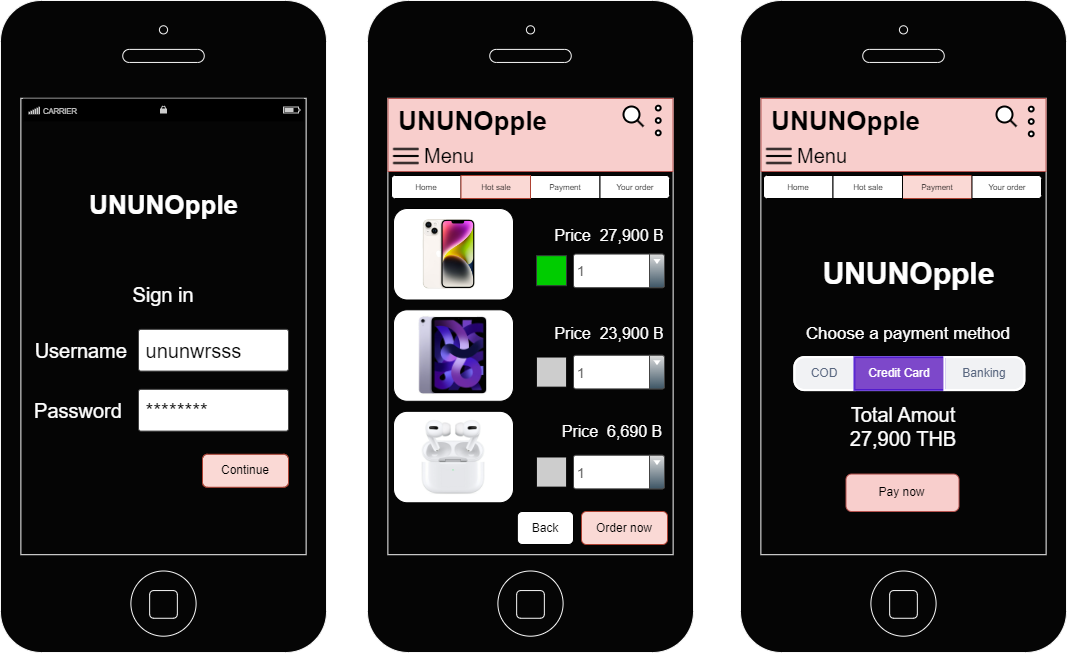 CARRIER
UNUNOpple
Sign in
Username ununwrsss
Password ********
Continue
UNUNOpple
Menu
Home Hot sale Payment Your order
Price 27,900 B
1
Price 23,900 B
1
Price 6,690 B
1
Back Order now
UNUNOpple
Menu
Home Hot sale Payment Your order
UNUNOpple
Choose a payment method
COD Credit Card Banking
Total Amout
27,900 THB
Pay now